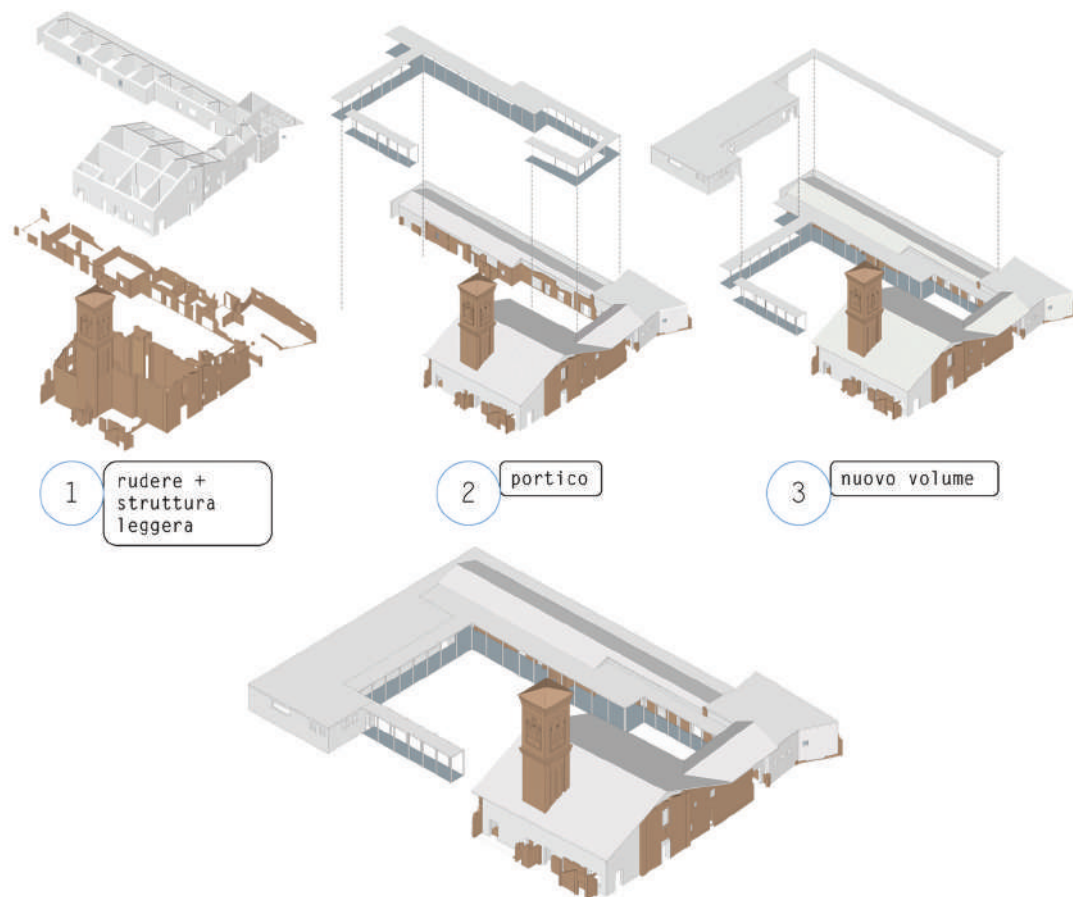 1
rudere +
struttura
leggera
2
portico
3
nuovo volume